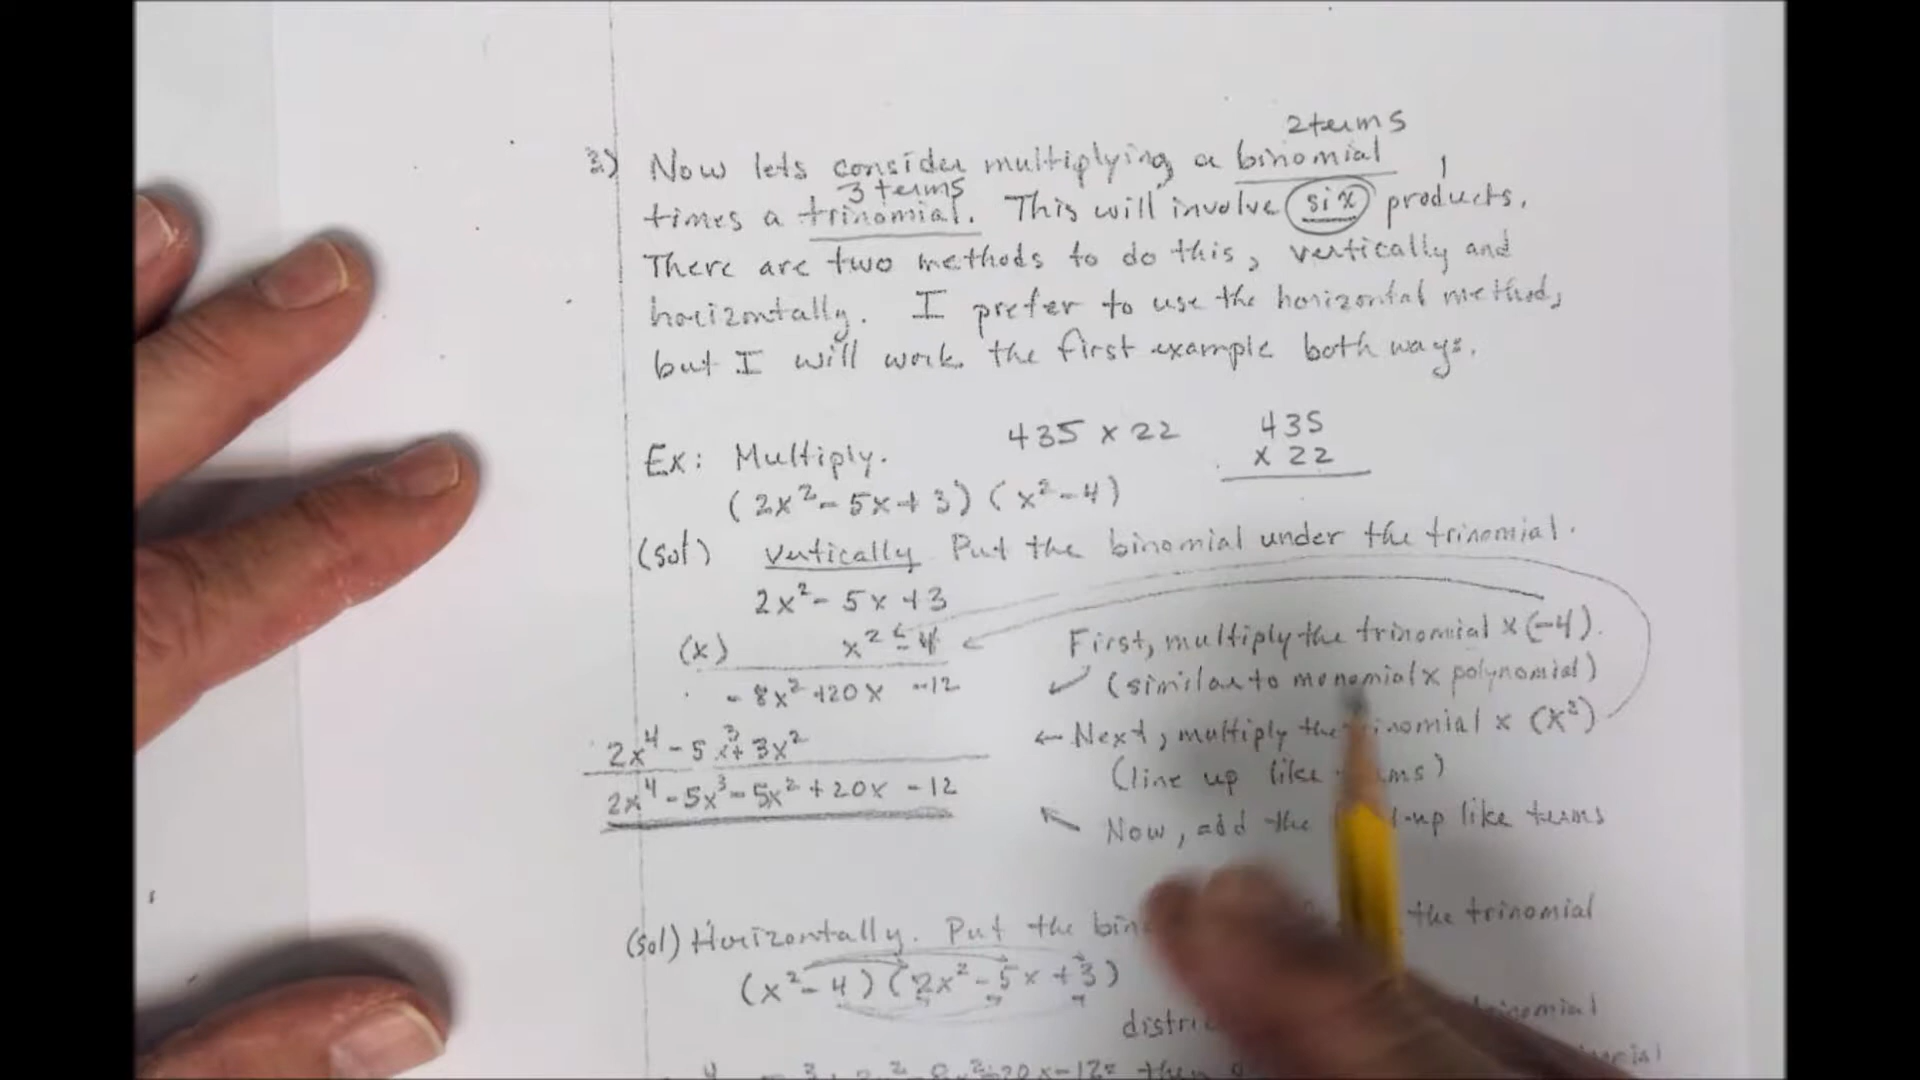 2 terms
3) Now lets consider multiplying a binomial
3 terms
times a trinomial. This will involve six products.
There are two methods to do this, vertically and
horizontally. I prefer to use the horizontal method,
but I will work the first example both ways.
435 x 22
435
x 22
Ex: Multiply.
(2x² - 5x + 3) (x² - 4)
(sol) vertically Put the binomial under the trinomial.
2x² - 5x + 3
(x) x² - 4
First, multiply the trinomial x (-4).
- 8x² + 20x - 12
(similar to monomial x polynomial)
2x⁴ - 5x³ + 3x²
← Next, multiply the trinomial x (x²)
(line up like terms)
2x⁴ - 5x³ - 5x² + 20x - 12
Now, add the -up like terms
(sol) Horizontally. Put the the trinomial
(x² - 4) (2x² - 5x + 3)